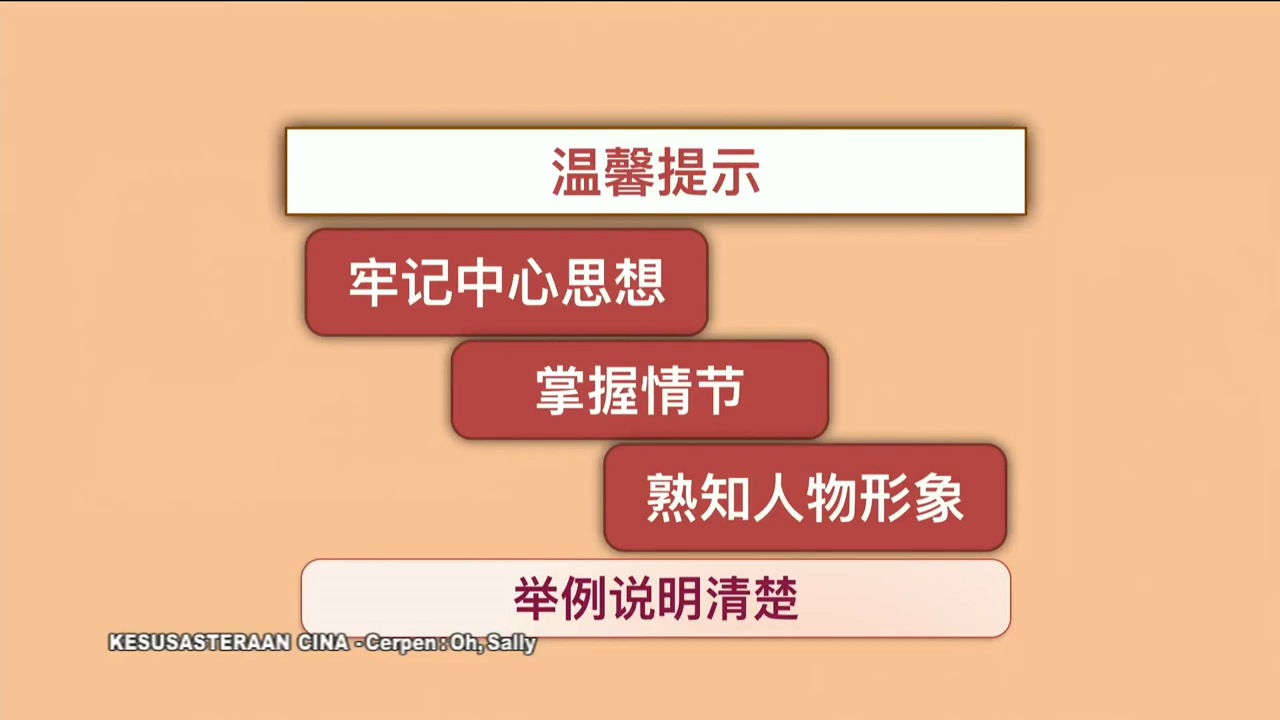 温馨提示
牢记中心思想
掌握情节
熟知人物形象
举例说明清楚
KESUSASTERAAN CINA - Cerpen : Oh, Sally